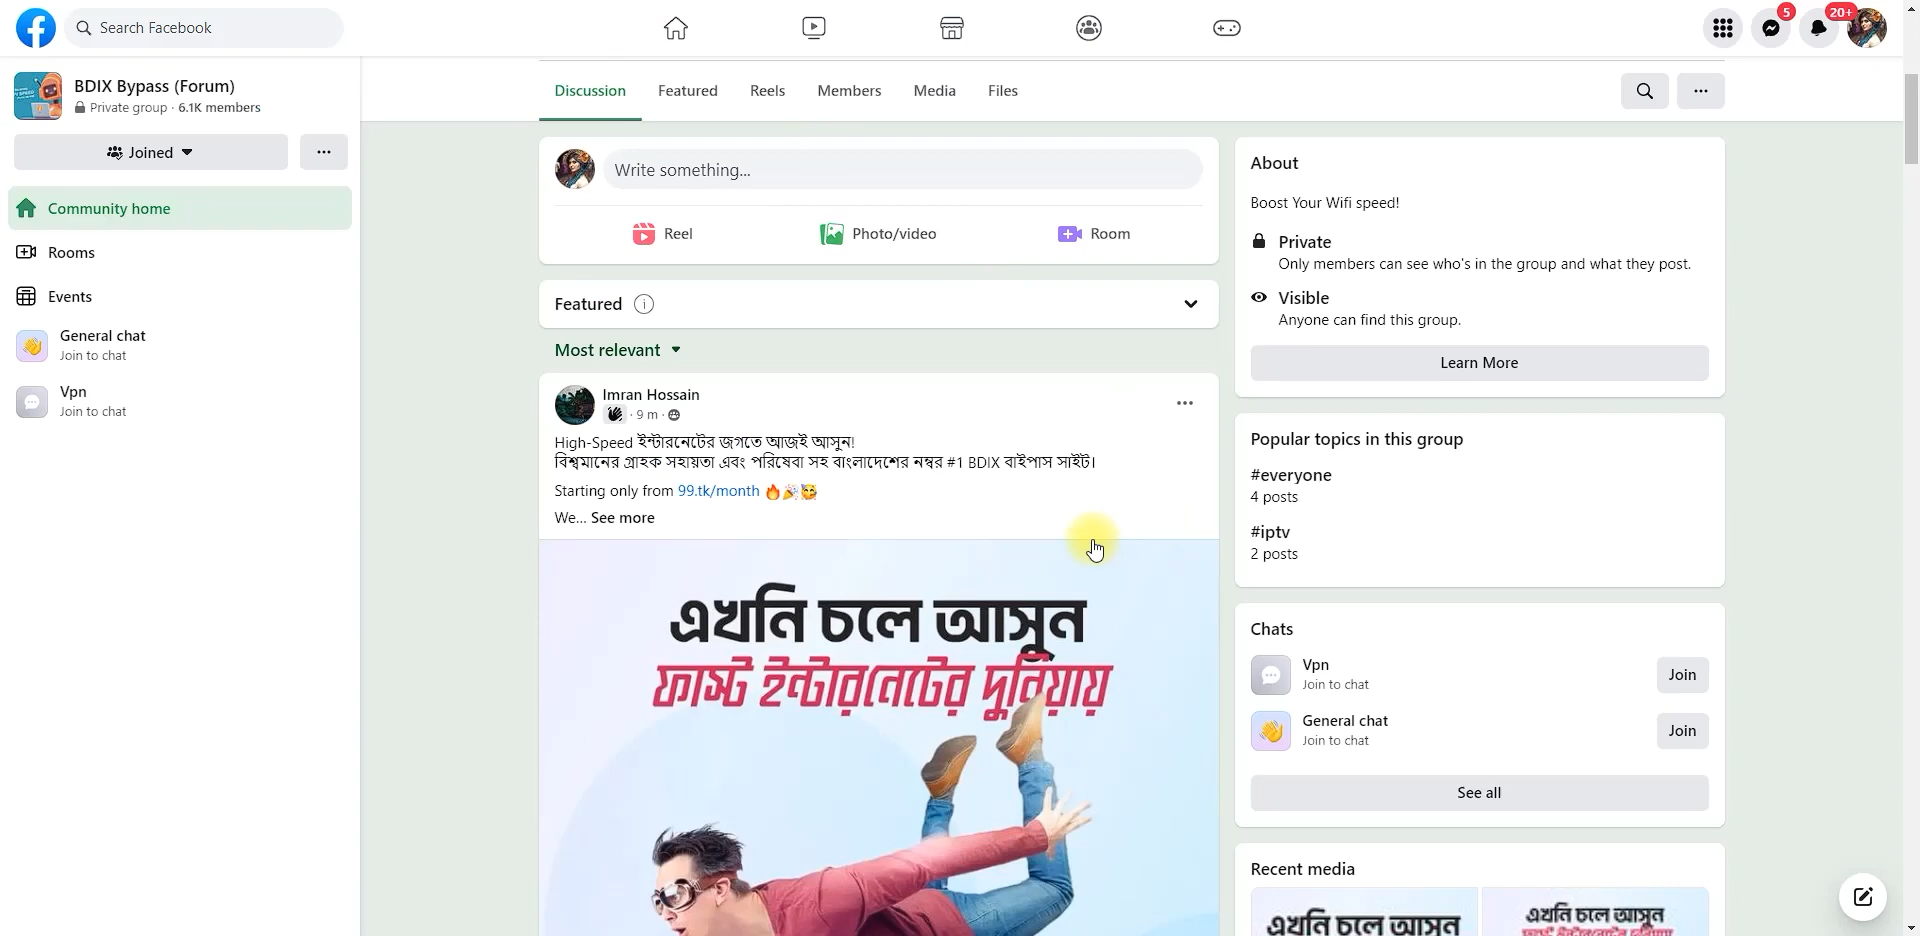 Search Facebook
5
20+
BDIX Bypass (Forum)
Private group · 6.1K members
Joined
Community home
Rooms
Events
General chat
Join to chat
Vpn
Join to chat
Discussion
Featured
Reels
Members
Media
Files
Write something...
Reel
Photo/video
Room
Featured
Most relevant
Imran Hossain
· 9 m ·
High-Speed ইন্টারনেটের জগতে আজই আসুন!
বিশ্বমানের গ্রাহক সহায়তা এবং পরিষেবা সহ বাংলাদেশের নম্বর #1 BDIX বাইপাস সাইট।
Starting only from 99.tk/month 🔥🎉🥰
We... See more
এখনি চলে আসুন
ফাস্ট ইন্টারনেটের দুনিয়ায়
About
Boost Your Wifi speed!
Private
Only members can see who's in the group and what they post.
Visible
Anyone can find this group.
Learn More
Popular topics in this group
#everyone
4 posts
#iptv
2 posts
Chats
Vpn
Join to chat
Join
General chat
Join to chat
Join
See all
Recent media
এখনি চলে আসুন
এখনি চলে আসুন